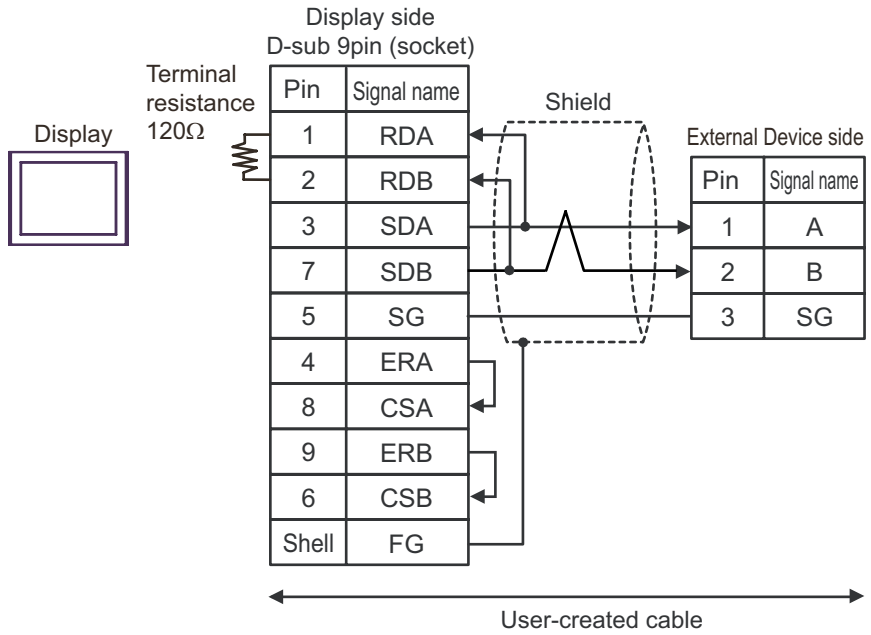 Display side
D-sub 9pin (socket)
Terminal
resistance
120Ω
Display
Shield
External Device side
Pin Signal name
1 RDA
2 RDB
3 SDA
7 SDB
5 SG
4 ERA
8 CSA
9 ERB
6 CSB
Shell FG
Pin Signal name
1 A
2 B
3 SG
User-created cable